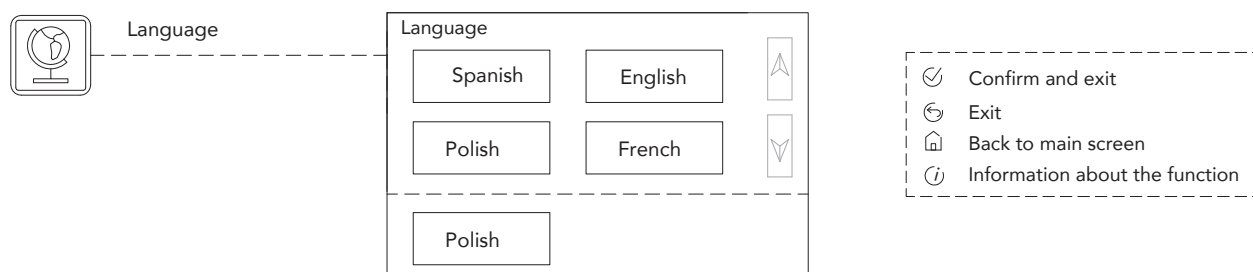 Language
Language
Spanish
English
Polish
French
Polish
Confirm and exit
Exit
Back to main screen
Information about the function